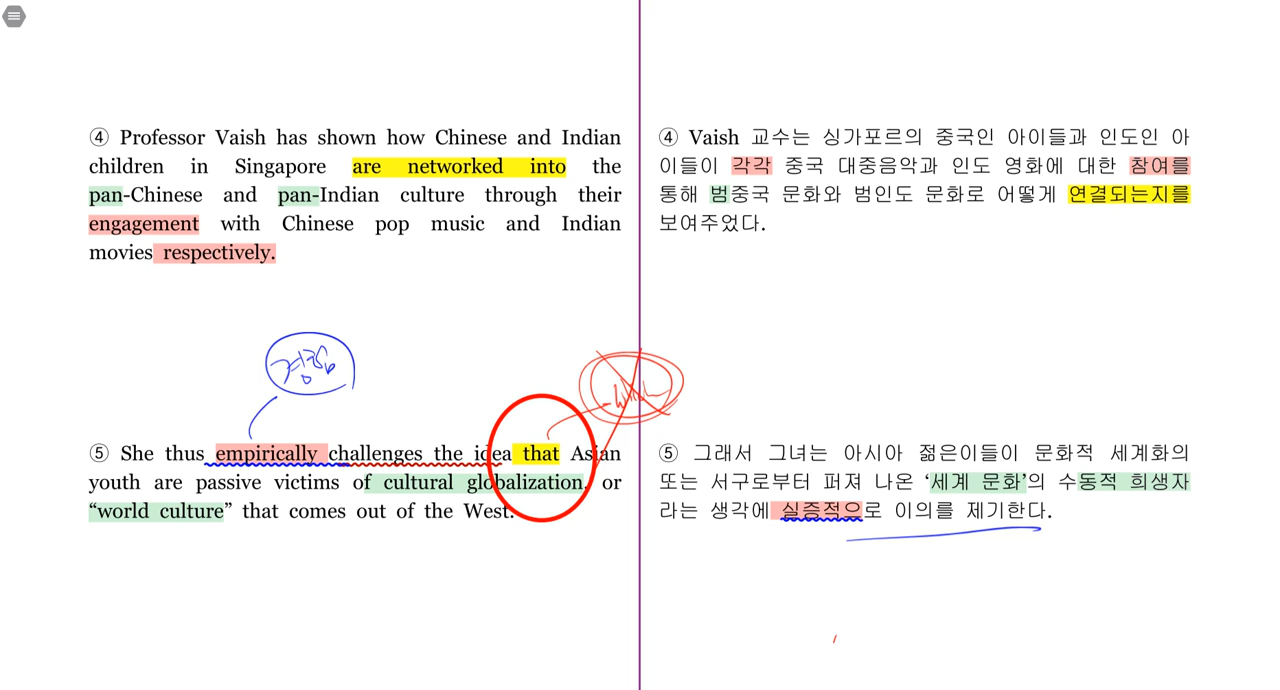 ④ Professor Vaish has shown how Chinese and Indian
children in Singapore are networked into the
pan-Chinese and pan-Indian culture through their
engagement with Chinese pop music and Indian
movies respectively.
④ Vaish 교수는 싱가포르의 중국인 아이들과 인도인 아
이들이 각각 중국 대중음악과 인도 영화에 대한 참여를
통해 범중국 문화와 범인도 문화로 어떻게 연결되는지를
보여주었다.
경험
⑤ She thus empirically challenges the idea that Asian
youth are passive victims of cultural globalization, or
“world culture” that comes out of the West.
⑤ 그래서 그녀는 아시아 젊은이들이 문화적 세계화의
또는 서구로부터 퍼져 나온 ‘세계 문화’의 수동적 희생자
라는 생각에 실증적으로 이의를 제기한다.